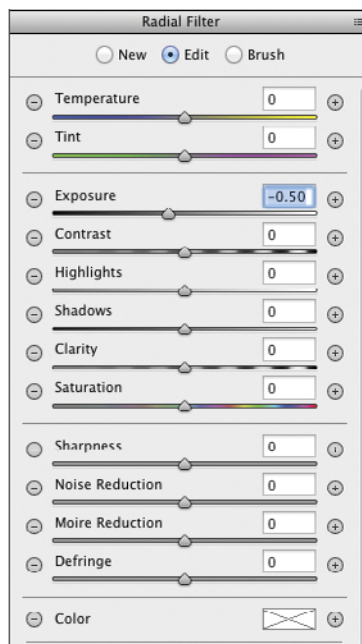 Radial Filter
New Edit Brush
Temperature 0
Tint 0
Exposure -0.50
Contrast 0
Highlights 0
Shadows 0
Clarity 0
Saturation 0
Sharpness 0
Noise Reduction 0
Moire Reduction 0
Defringe 0
Color